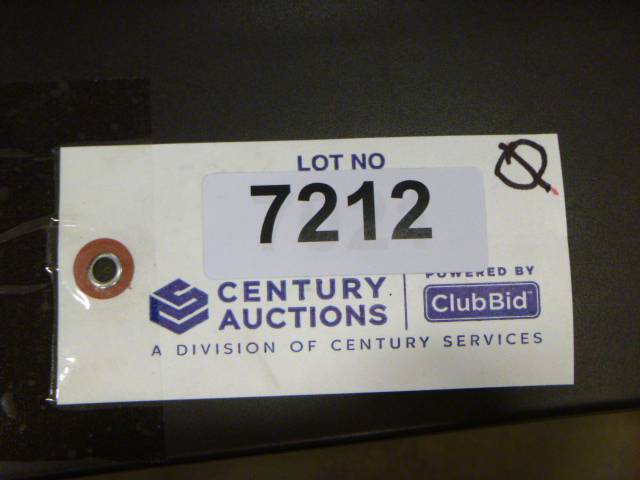 LOT NO
7212
CENTURY
AUCTIONS
POWERED BY
ClubBid
A DIVISION OF CENTURY SERVICES